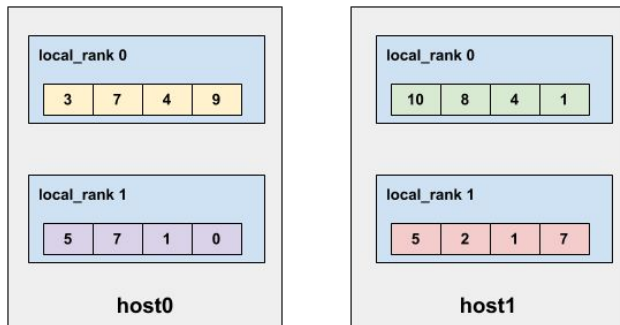 local_rank 0
3 7 4 9
local_rank 1
5 7 1 0
host0
local_rank 0
10 8 4 1
local_rank 1
5 2 1 7
host1